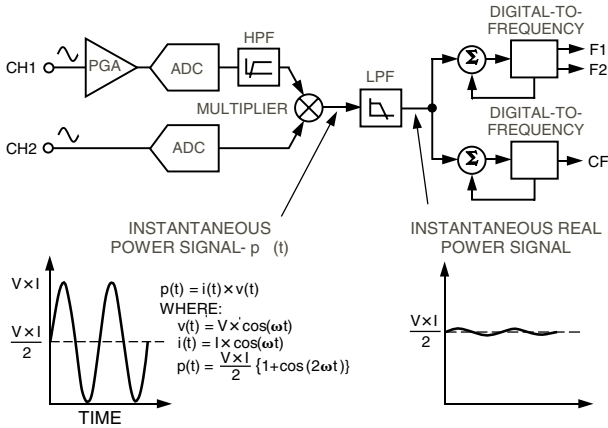 DIGITAL-TO-
FREQUENCY
HPF
LPF
CH1
PGA
ADC
Σ
F1
F2
MULTIPLIER
DIGITAL-TO-
FREQUENCY
CH2
ADC
Σ
CF
INSTANTANEOUS
POWER SIGNAL- p (t)
INSTANTANEOUS REAL
POWER SIGNAL
V×I
V×I
2
TIME
p(t) = i(t)×v(t)
WHERE:
v(t) = V×cos(ωt)
i(t) = I×cos(ωt)
p(t) = V×I/2 {1+cos(2ωt)}
V×I
2